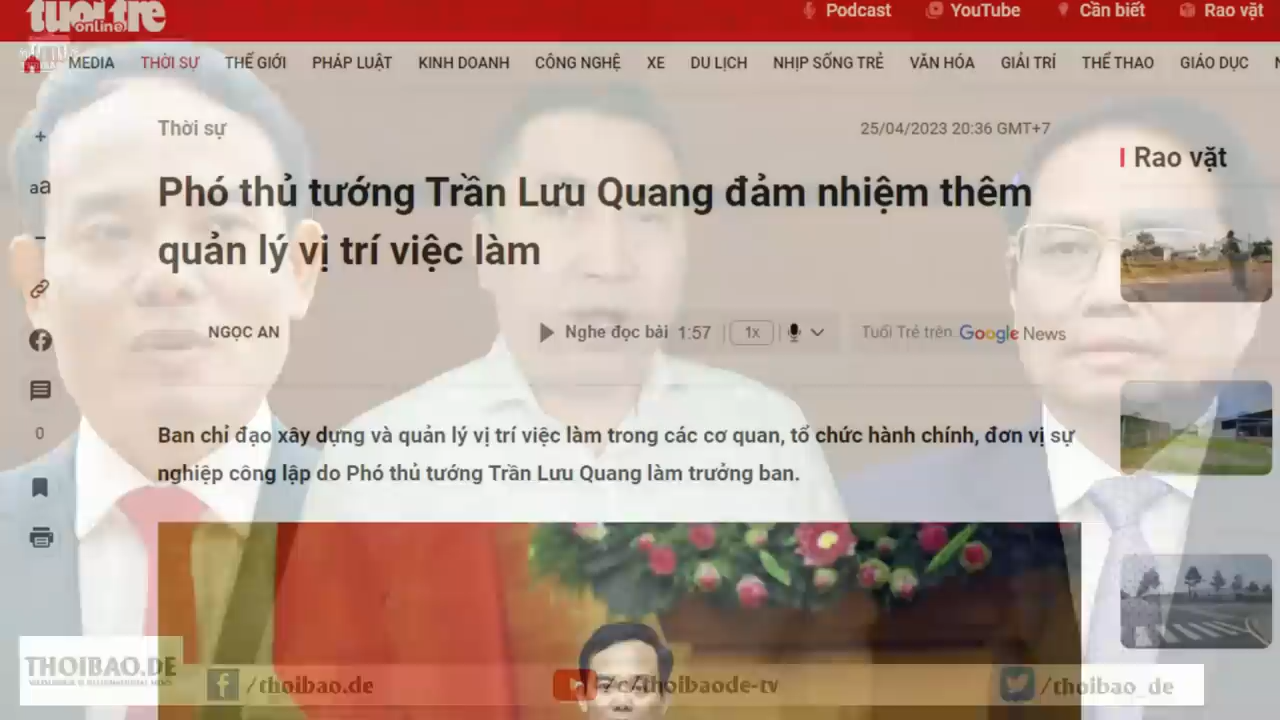 tuổi trẻ
online
Podcast
YouTube
Cần biết
Rao vặt
MEDIA THỜI SỰ THẾ GIỚI PHÁP LUẬT KINH DOANH CÔNG NGHỆ XE DU LỊCH NHỊP SỐNG TRẺ VĂN HÓA GIẢI TRÍ THỂ THAO GIÁO DỤC
Thời sự
25/04/2023 20:36 GMT+7
Rao vặt
+
aa
Phó thủ tướng Trần Lưu Quang đảm nhiệm thêm
quản lý vị trí việc làm
NGỌC AN
Nghe đọc bài 1:57
1x
Tuổi Trẻ trên Google News
0
Ban chỉ đạo xây dựng và quản lý vị trí việc làm trong các cơ quan, tổ chức hành chính, đơn vị sự
nghiệp công lập do Phó thủ tướng Trần Lưu Quang làm trưởng ban.
THOIBAO.DE
/thoibao.de
/c/thoibaode-tv
/thoibao_de